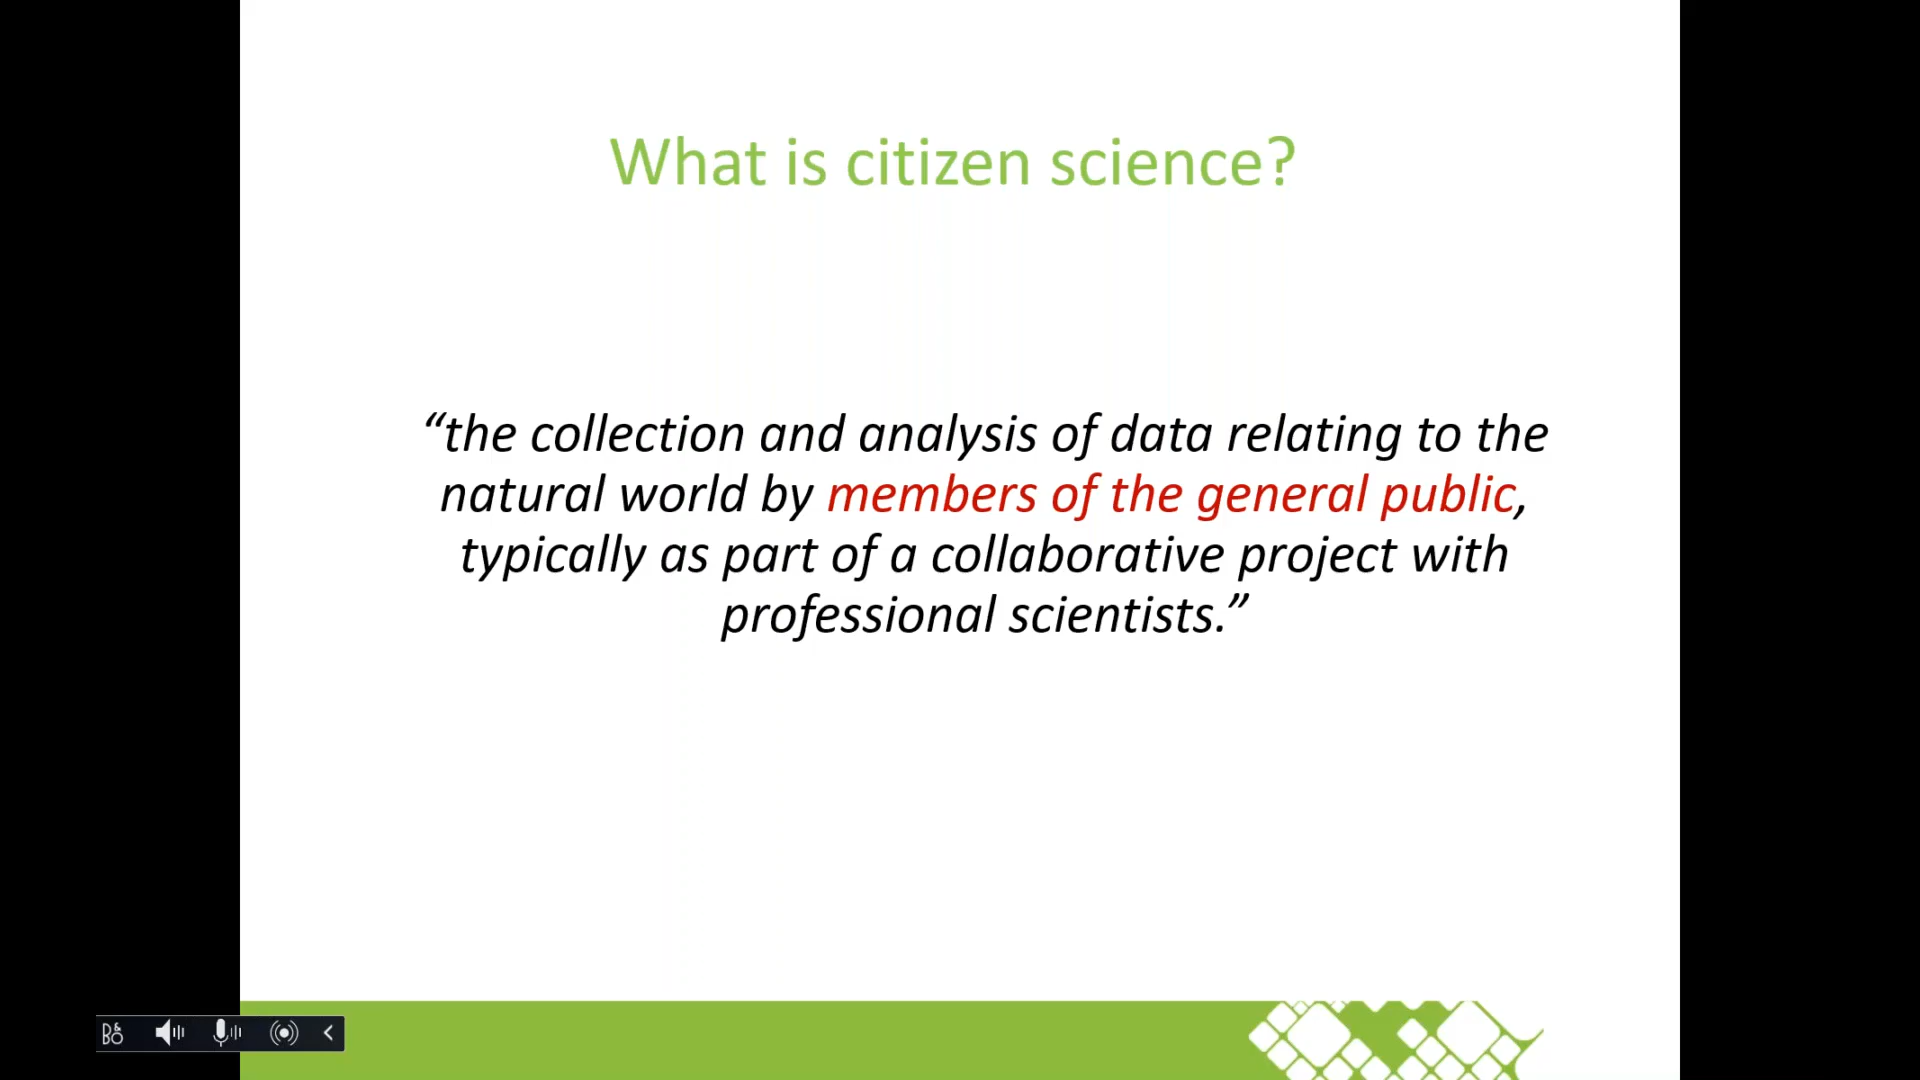 What is citizen science?
“the collection and analysis of data relating to the
natural world by members of the general public,
typically as part of a collaborative project with
professional scientists.”
B&O